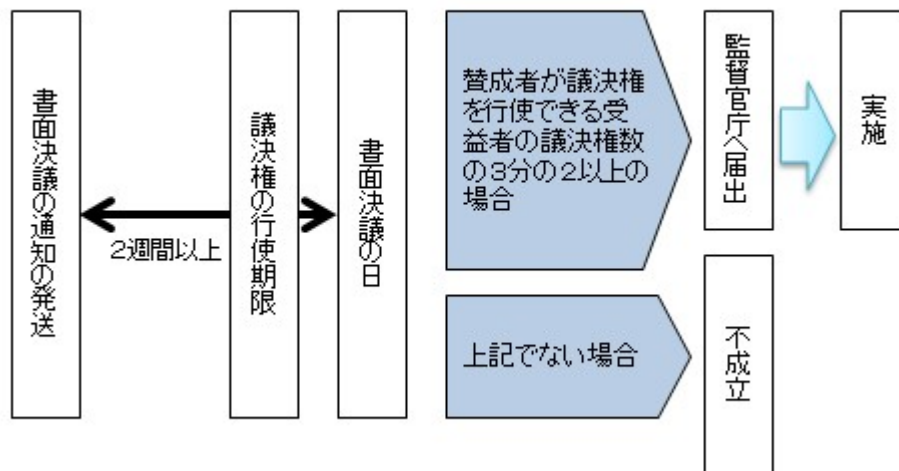 書面決議の通知の発送
2週間以上
議決権の行使期限
書面決議の日
賛成者が議決権
を行使できる受
益者の議決権数
の3分の2以上の
場合
監督官庁へ届出
実施
上記でない場合
不成立